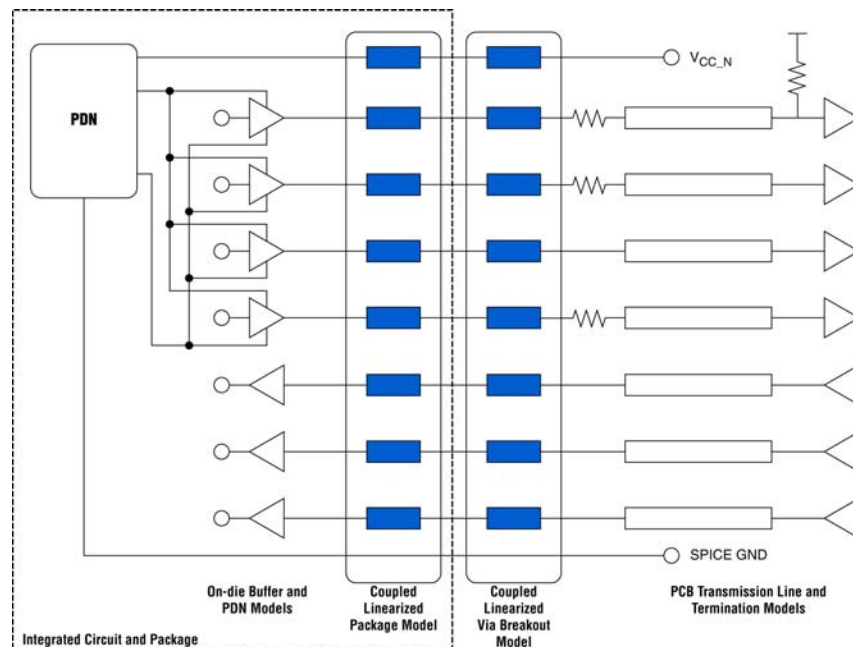 PDN
V_CC_N
SPICE GND
On-die Buffer and
PDN Models
Coupled
Linearized
Package Model
Coupled
Linearized
Via Breakout
Model
PCB Transmission Line and
Termination Models
Integrated Circuit and Package